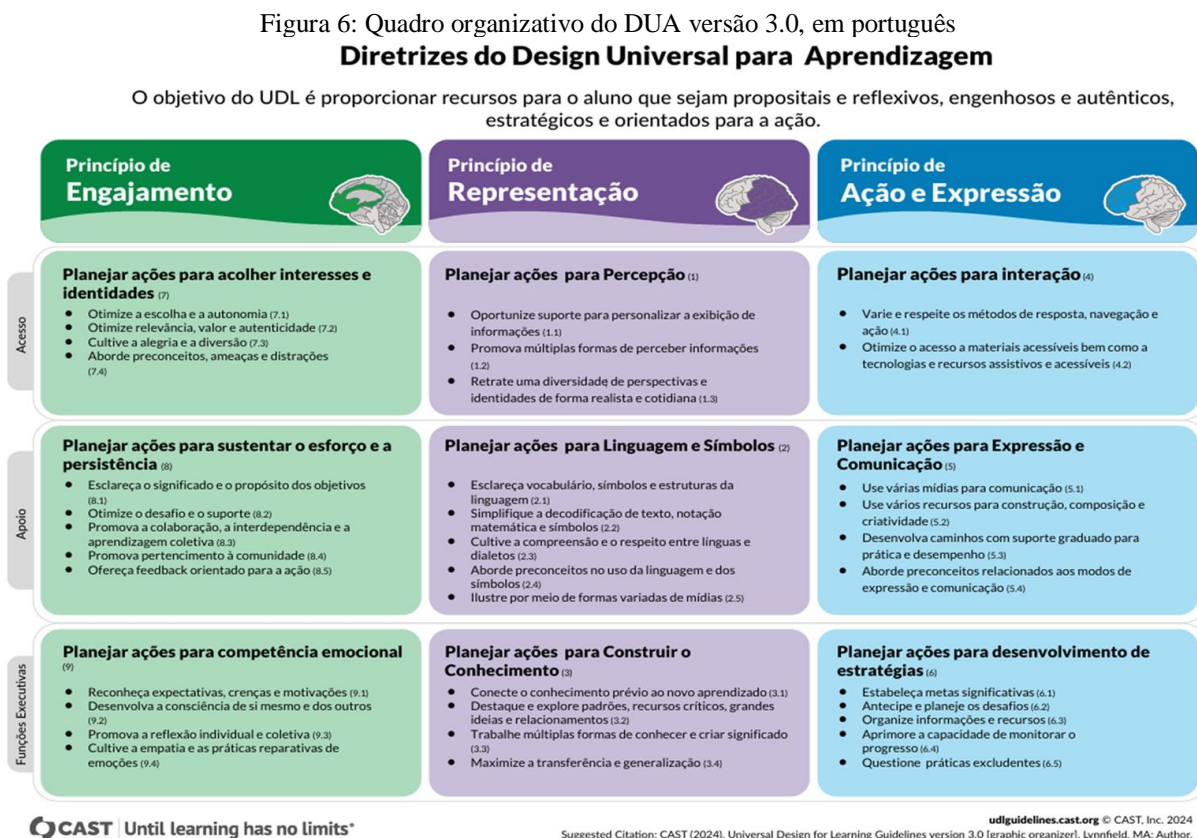 Figura 6: Quadro organizativo do DUA versão 3.0, em português
Diretrizes do Design Universal para Aprendizagem
O objetivo do UDL é proporcionar recursos para o aluno que sejam propositais e reflexivos, engenhosos e autênticos,
estratégicos e orientados para a ação.
Princípio de
Engajamento
Princípio de
Representação
Princípio de
Ação e Expressão
Acesso
Planejar ações para acolher interesses e
identidades (7)
• Otimize a escolha e a autonomia (7.1)
• Otimize relevância, valor e autenticidade (7.2)
• Cultive a alegria e a diversão (7.3)
• Aborde preconceitos, ameaças e distrações
(7.4)
Planejar ações para Percepção (1)
• Oportunize suporte para personalizar a exibição de
informações (1.1)
• Promova múltiplas formas de perceber informações
(1.2)
• Retrate uma diversidade de perspectivas e
identidades de forma realista e cotidiana (1.3)
Planejar ações para interação (4)
• Varie e respeite os métodos de resposta, navegação e
ação (4.1)
• Otimize o acesso a materiais acessíveis bem como a
tecnologias e recursos assistivos e acessíveis (4.2)
Apoio
Planejar ações para sustentar o esforço e a
persistência (8)
• Esclareça o significado e o propósito dos objetivos
(8.1)
• Otimize o desafio e o suporte (8.2)
• Promova a colaboração, a interdependência e a
aprendizagem coletiva (8.3)
• Promova pertencimento à comunidade (8.4)
• Ofereça feedback orientado para a ação (8.5)
Planejar ações para Linguagem e Símbolos (2)
• Esclareça vocabulário, símbolos e estruturas da
linguagem (2.1)
• Simplifique a decodificação de texto, notação
matemática e símbolos (2.2)
• Cultive a compreensão e o respeito entre línguas e
dialetos (2.3)
• Aborde preconceitos no uso da linguagem e dos
símbolos (2.4)
• Ilustre por meio de formas variadas de mídias (2.5)
Planejar ações para Expressão e
Comunicação (5)
• Use várias mídias para comunicação (5.1)
• Use vários recursos para construção, composição e
criatividade (5.2)
• Desenvolva caminhos com suporte graduado para
prática e desempenho (5.3)
• Aborde preconceitos relacionados aos modos de
expressão e comunicação (5.4)
Funções Executivas
Planejar ações para competência emocional
(9)
• Reconheça expectativas, crenças e motivações (9.1)
• Desenvolva a consciência de si mesmo e dos outros
(9.2)
• Promova a reflexão individual e coletiva (9.3)
• Cultive a empatia e as práticas reparativas de
emoções (9.4)
Planejar ações para Construir o
Conhecimento (3)
• Conecte o conhecimento prévio ao novo aprendizado (3.1)
• Destaque e explore padrões, recursos críticos, grandes
ideias e relacionamentos (3.2)
• Trabalhe múltiplas formas de conhecer e criar significado
(3.3)
• Maximize a transferência e generalização (3.4)
Planejar ações para desenvolvimento de
estratégias (6)
• Estabeleça metas significativas (6.1)
• Antecipe e planeje os desafios (6.2)
• Organize informações e recursos (6.3)
• Aprimore a capacidade de monitorar o
progresso (6.4)
• Questione práticas excludentes (6.5)
CAST | Until learning has no limits*
udlguidelines.cast.org © CAST, Inc. 2024
Suggested Citation: CAST (2024). Universal Design for Learning Guidelines version 3.0 [graphic organizer]. Lynnfield, MA: Author.